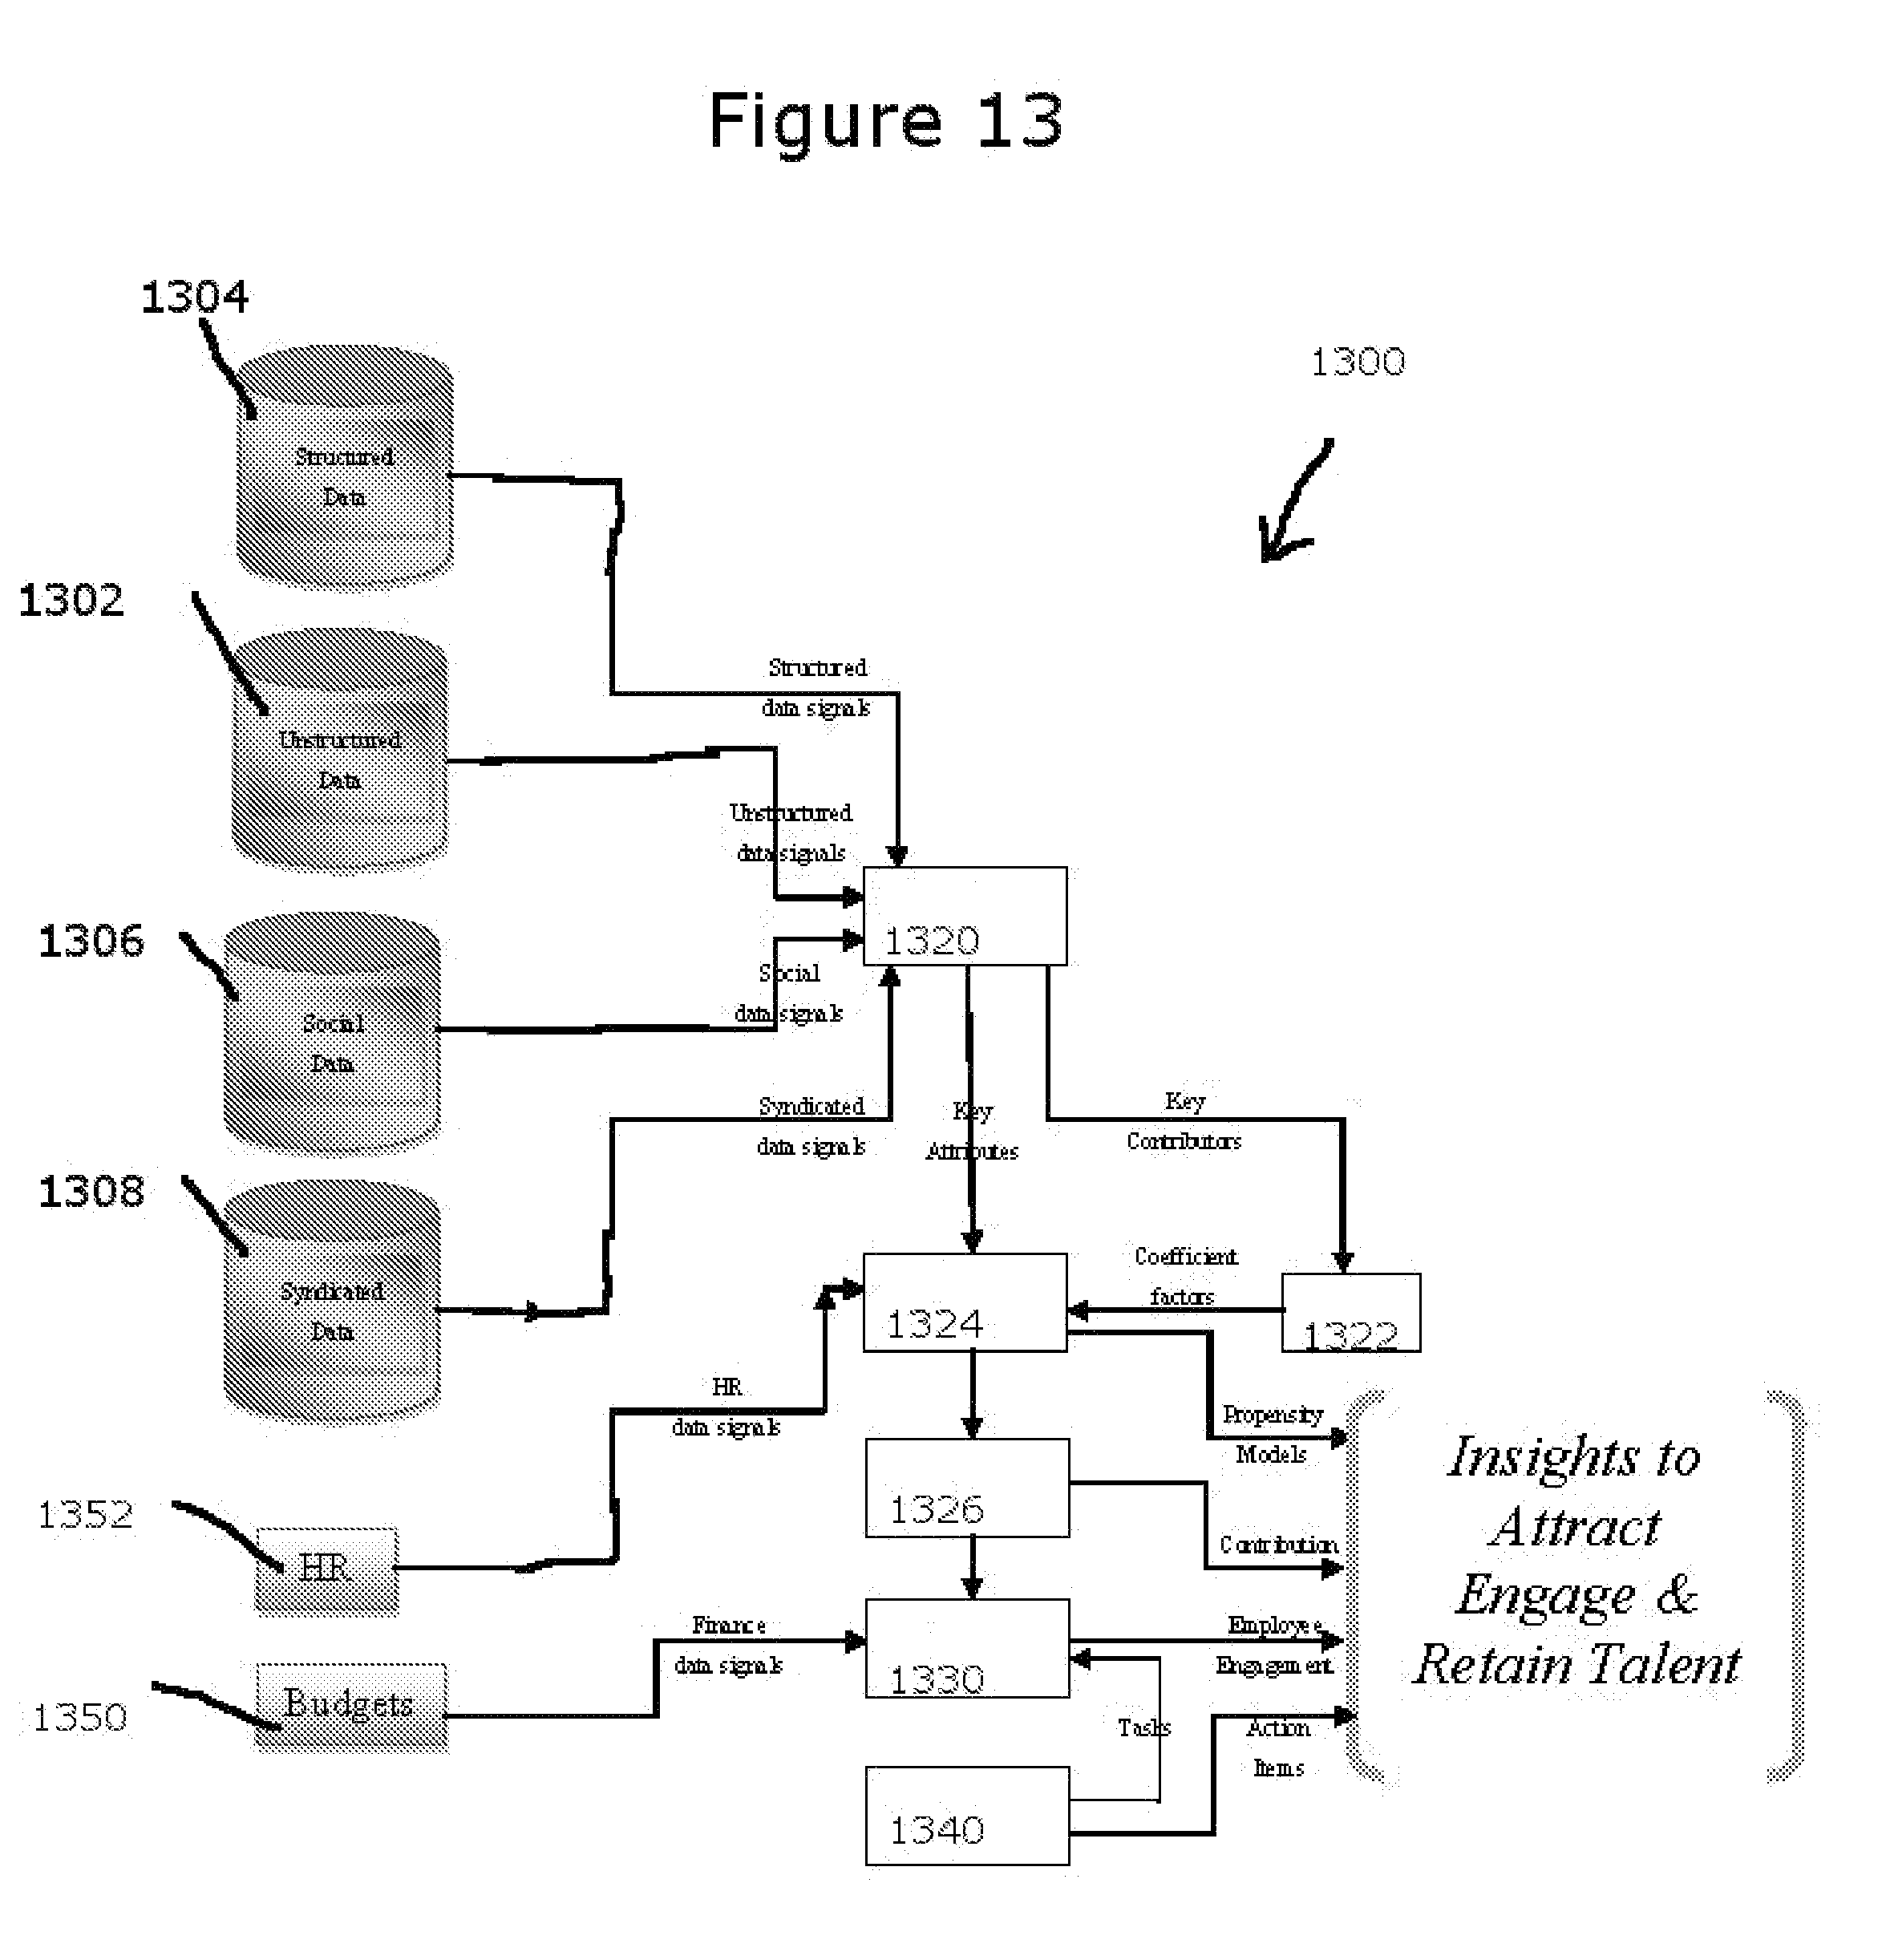 Figure 13
1304
1300
Structured
Data
1302
Structured
data signals
Unstructured
Data
Unstructured
data signals
1306
1320
Social
data signals
Social
Data
Syndicated
data signals
Key
Attributes
Key
Contributors
1308
Syndicated
Data
Coefficient
factors
1324
1322
HR
data signals
Propensity
Models
Insights to
Attract
Engage &
Retain Talent
1352
HR
1326
Contribution
Finance
data signals
1330
Employee
Engagement
1350
Budgets
Tasks
Action
Items
1340